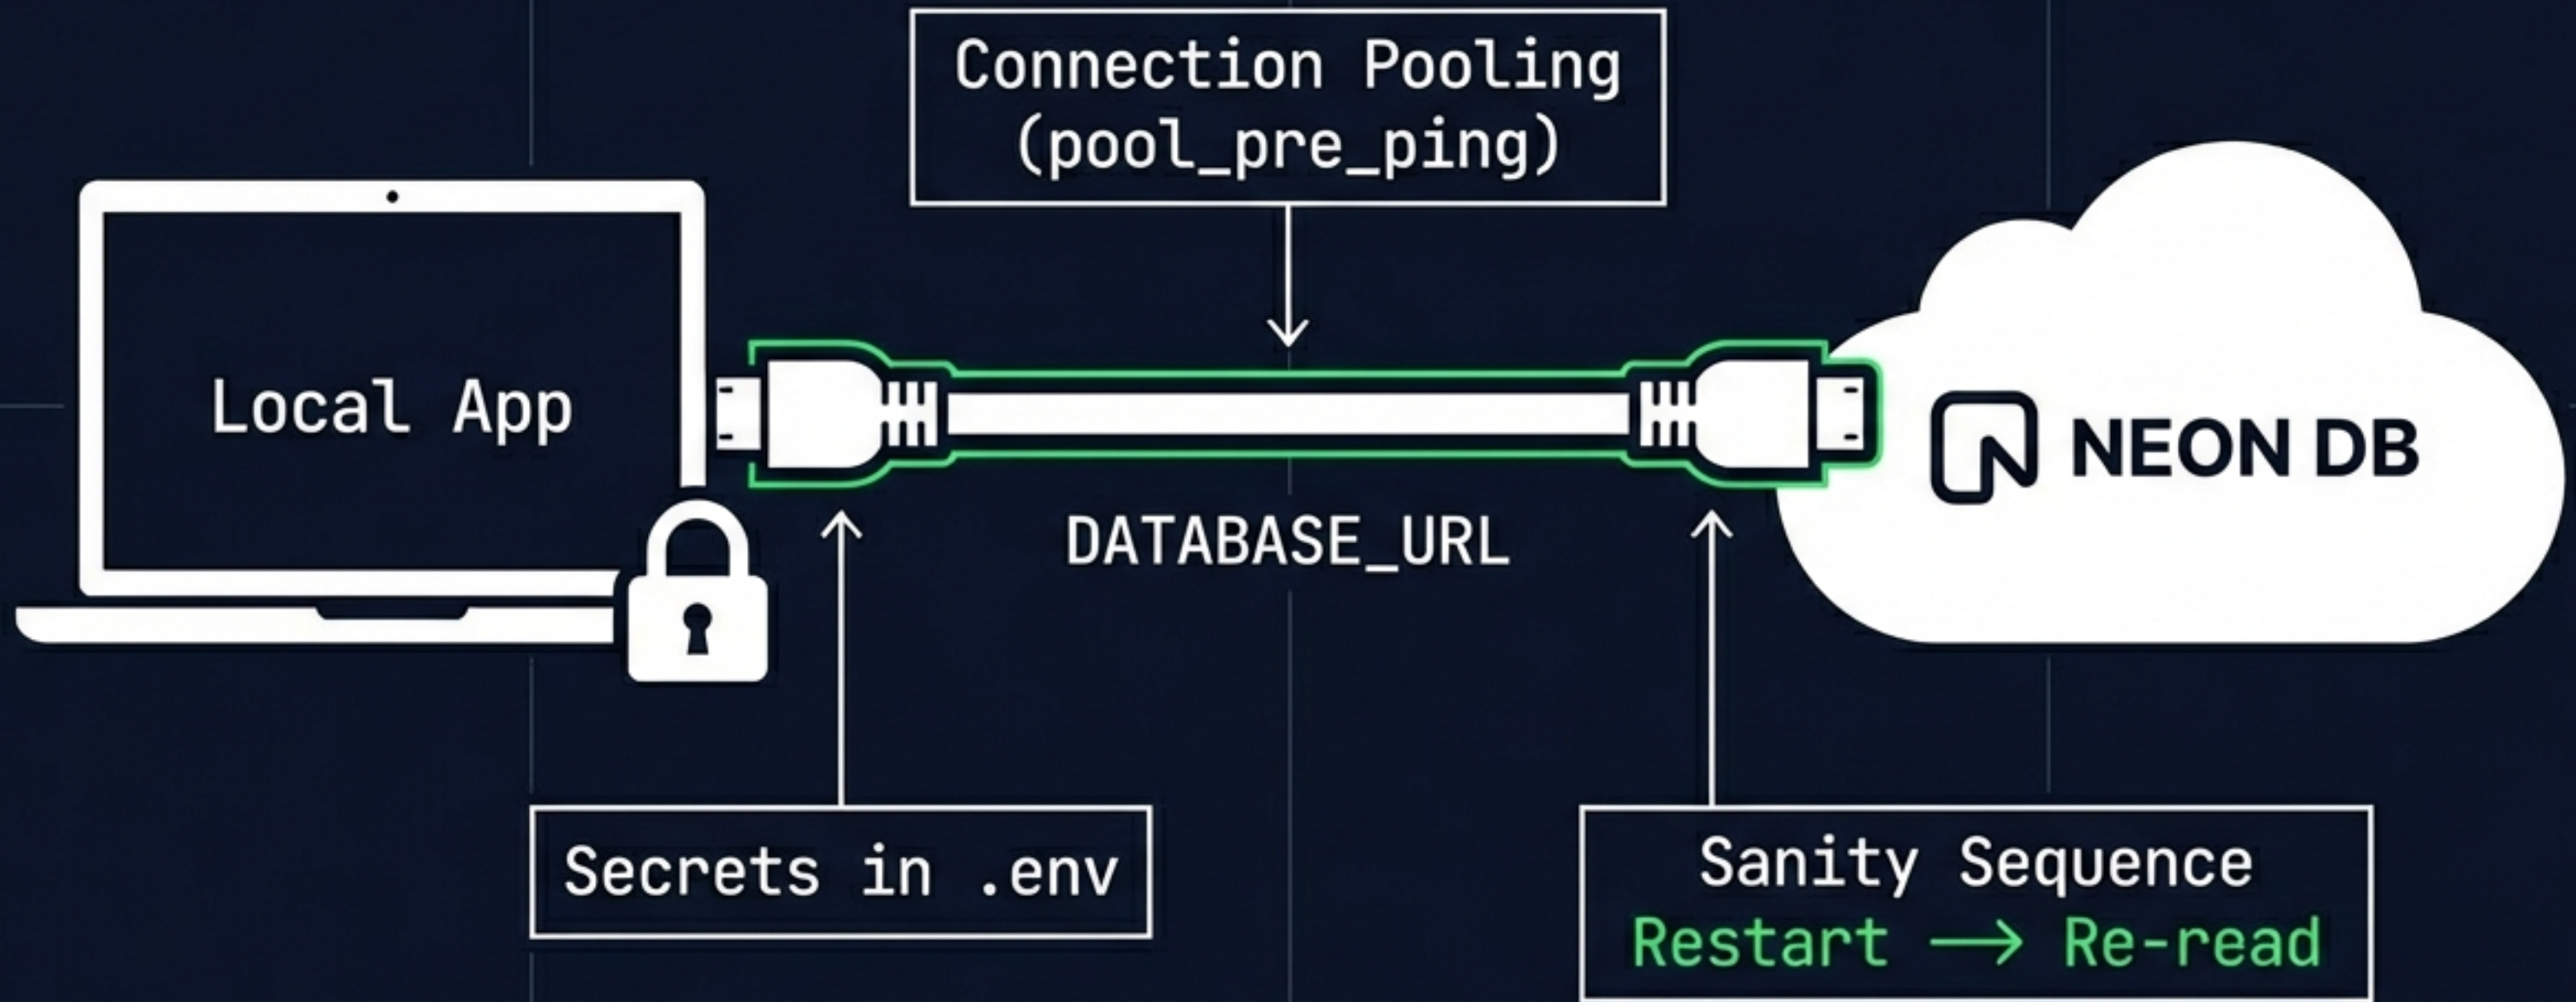 Connection Pooling
(pool_pre_ping)
Local App
NEON DB
DATABASE_URL
Secrets in .env
Sanity Sequence
Restart → Re-read